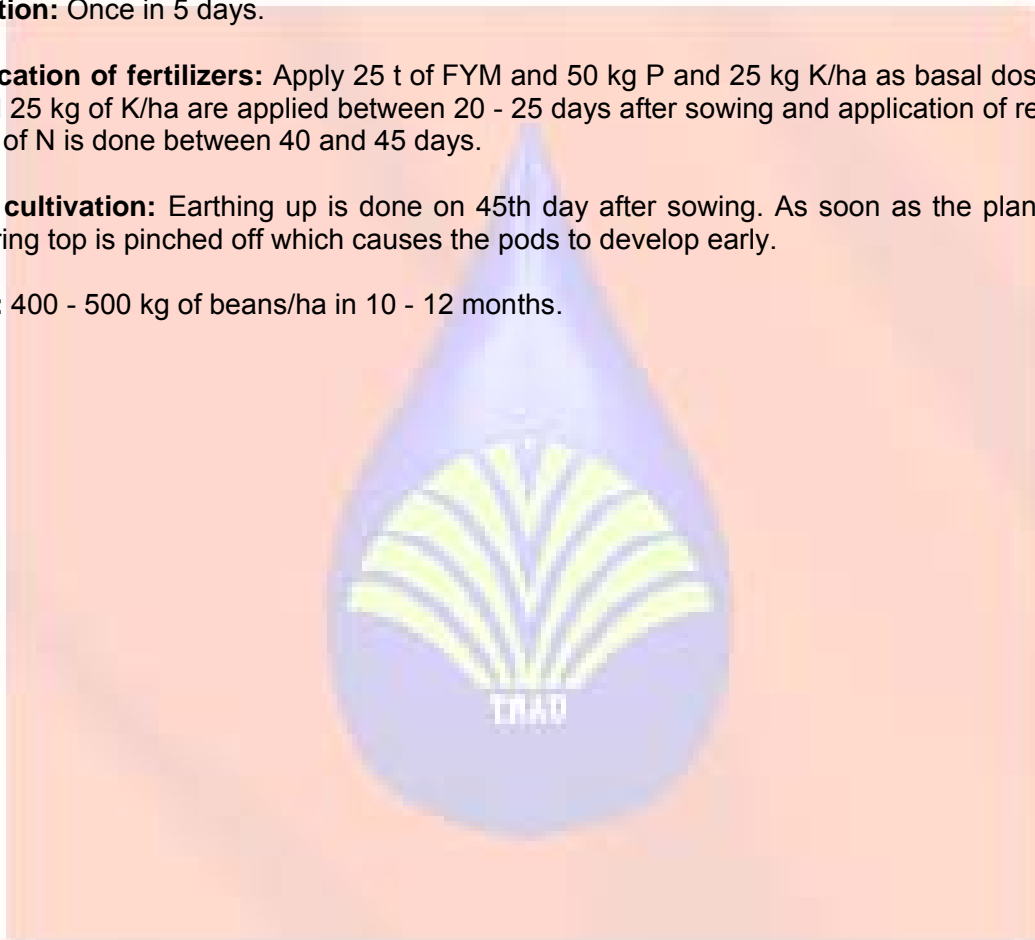 tion: Once in 5 days.
cation of fertilizers: Apply 25 t of FYM and 50 kg P and 25 kg K/ha as basal dos
25 kg of K/ha are applied between 20 - 25 days after sowing and application of re
of N is done between 40 and 45 days.
cultivation: Earthing up is done on 45th day after sowing. As soon as the plan
ring top is pinched off which causes the pods to develop early.
: 400 - 500 kg of beans/ha in 10 - 12 months.
TNAU